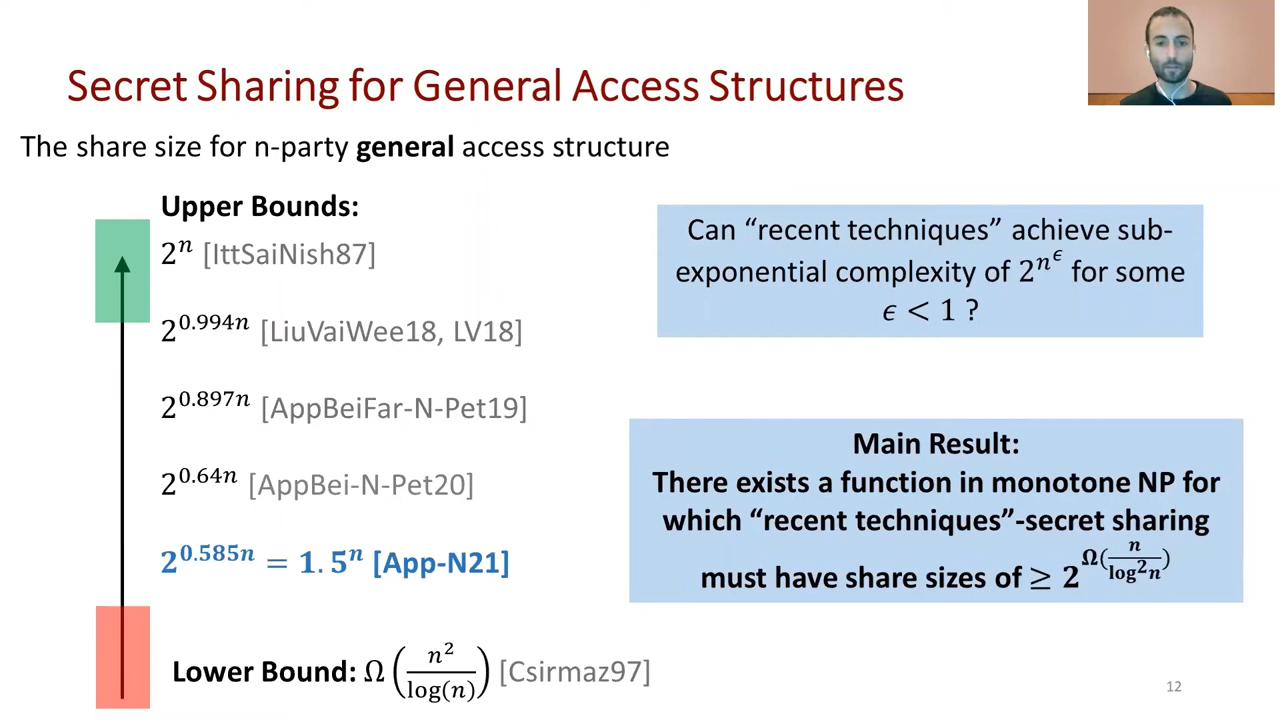 Secret Sharing for General Access Structures
The share size for n-party general access structure
Upper Bounds:
2^n [IttSaiNish87]
2^{0.994n} [LiuVaiWee18, LV18]
2^{0.897n} [AppBeiFar-N-Pet19]
2^{0.64n} [AppBei-N-Pet20]
2^{0.585n} = 1.5^n [App-N21]
Lower Bound: Ω(n^2/log(n)) [Csirmaz97]
Can “recent techniques” achieve sub-
exponential complexity of 2^{n^ϵ} for some
ϵ < 1 ?
Main Result:
There exists a function in monotone NP for
which “recent techniques”-secret sharing
must have share sizes of ≥ 2^{Ω(n/log^2 n)}
12